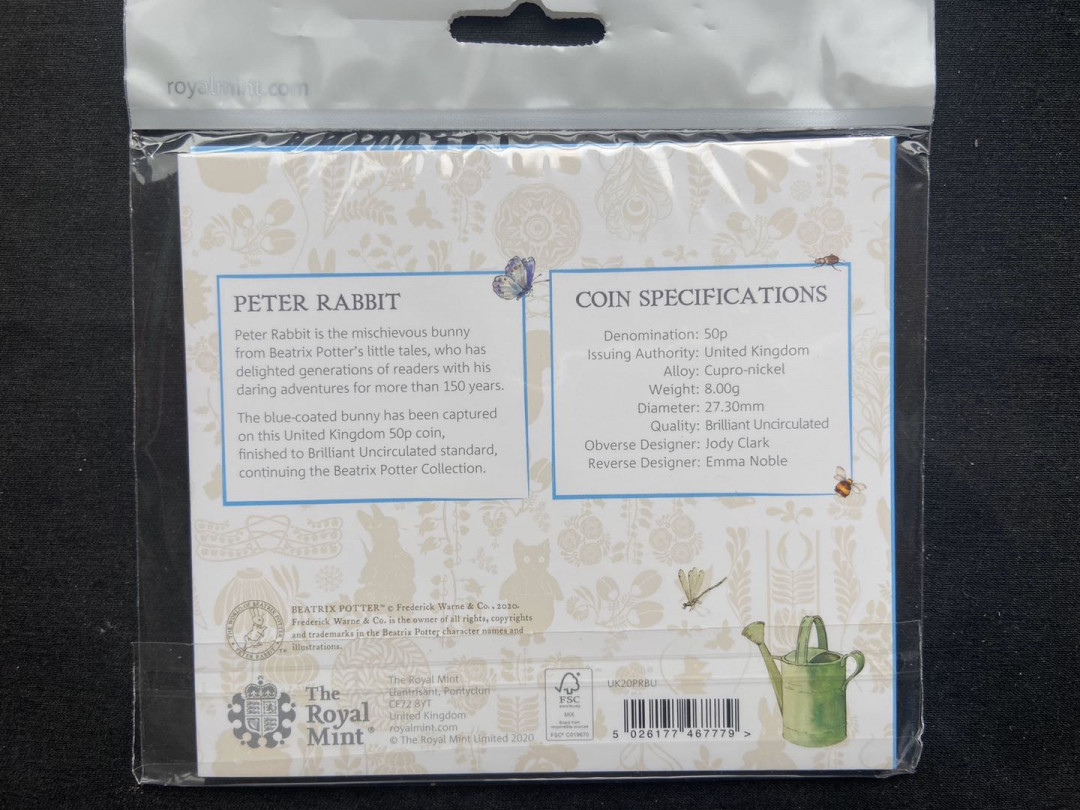 royalmint.com
PETER RABBIT
Peter Rabbit is the mischievous bunny
from Beatrix Potter's little tales, who has
delighted generations of readers with his
daring adventures for more than 150 years.
The blue-coated bunny has been captured
on this United Kingdom 50p coin,
finished to Brilliant Uncirculated standard,
continuing the Beatrix Potter Collection.
COIN SPECIFICATIONS
Denomination: 50p
Issuing Authority: United Kingdom
Alloy: Cupro-nickel
Weight: 8.00g
Diameter: 27.30mm
Quality: Brilliant Uncirculated
Obverse Designer: Jody Clark
Reverse Designer: Emma Noble
BEATRIX POTTER™ © Frederick Warne & Co., 2020.
Frederick Warne & Co. is the owner of all rights, copyrights
and trademarks in the Beatrix Potter character names and
illustrations.
The
Royal
Mint®
The Royal Mint
Llantrisant, Pontyclun
CF72 8YT
United Kingdom
royalmint.com
© The Royal Mint Limited 2020
FSC
MIX
UK20PRBU
5 026177 467779 >